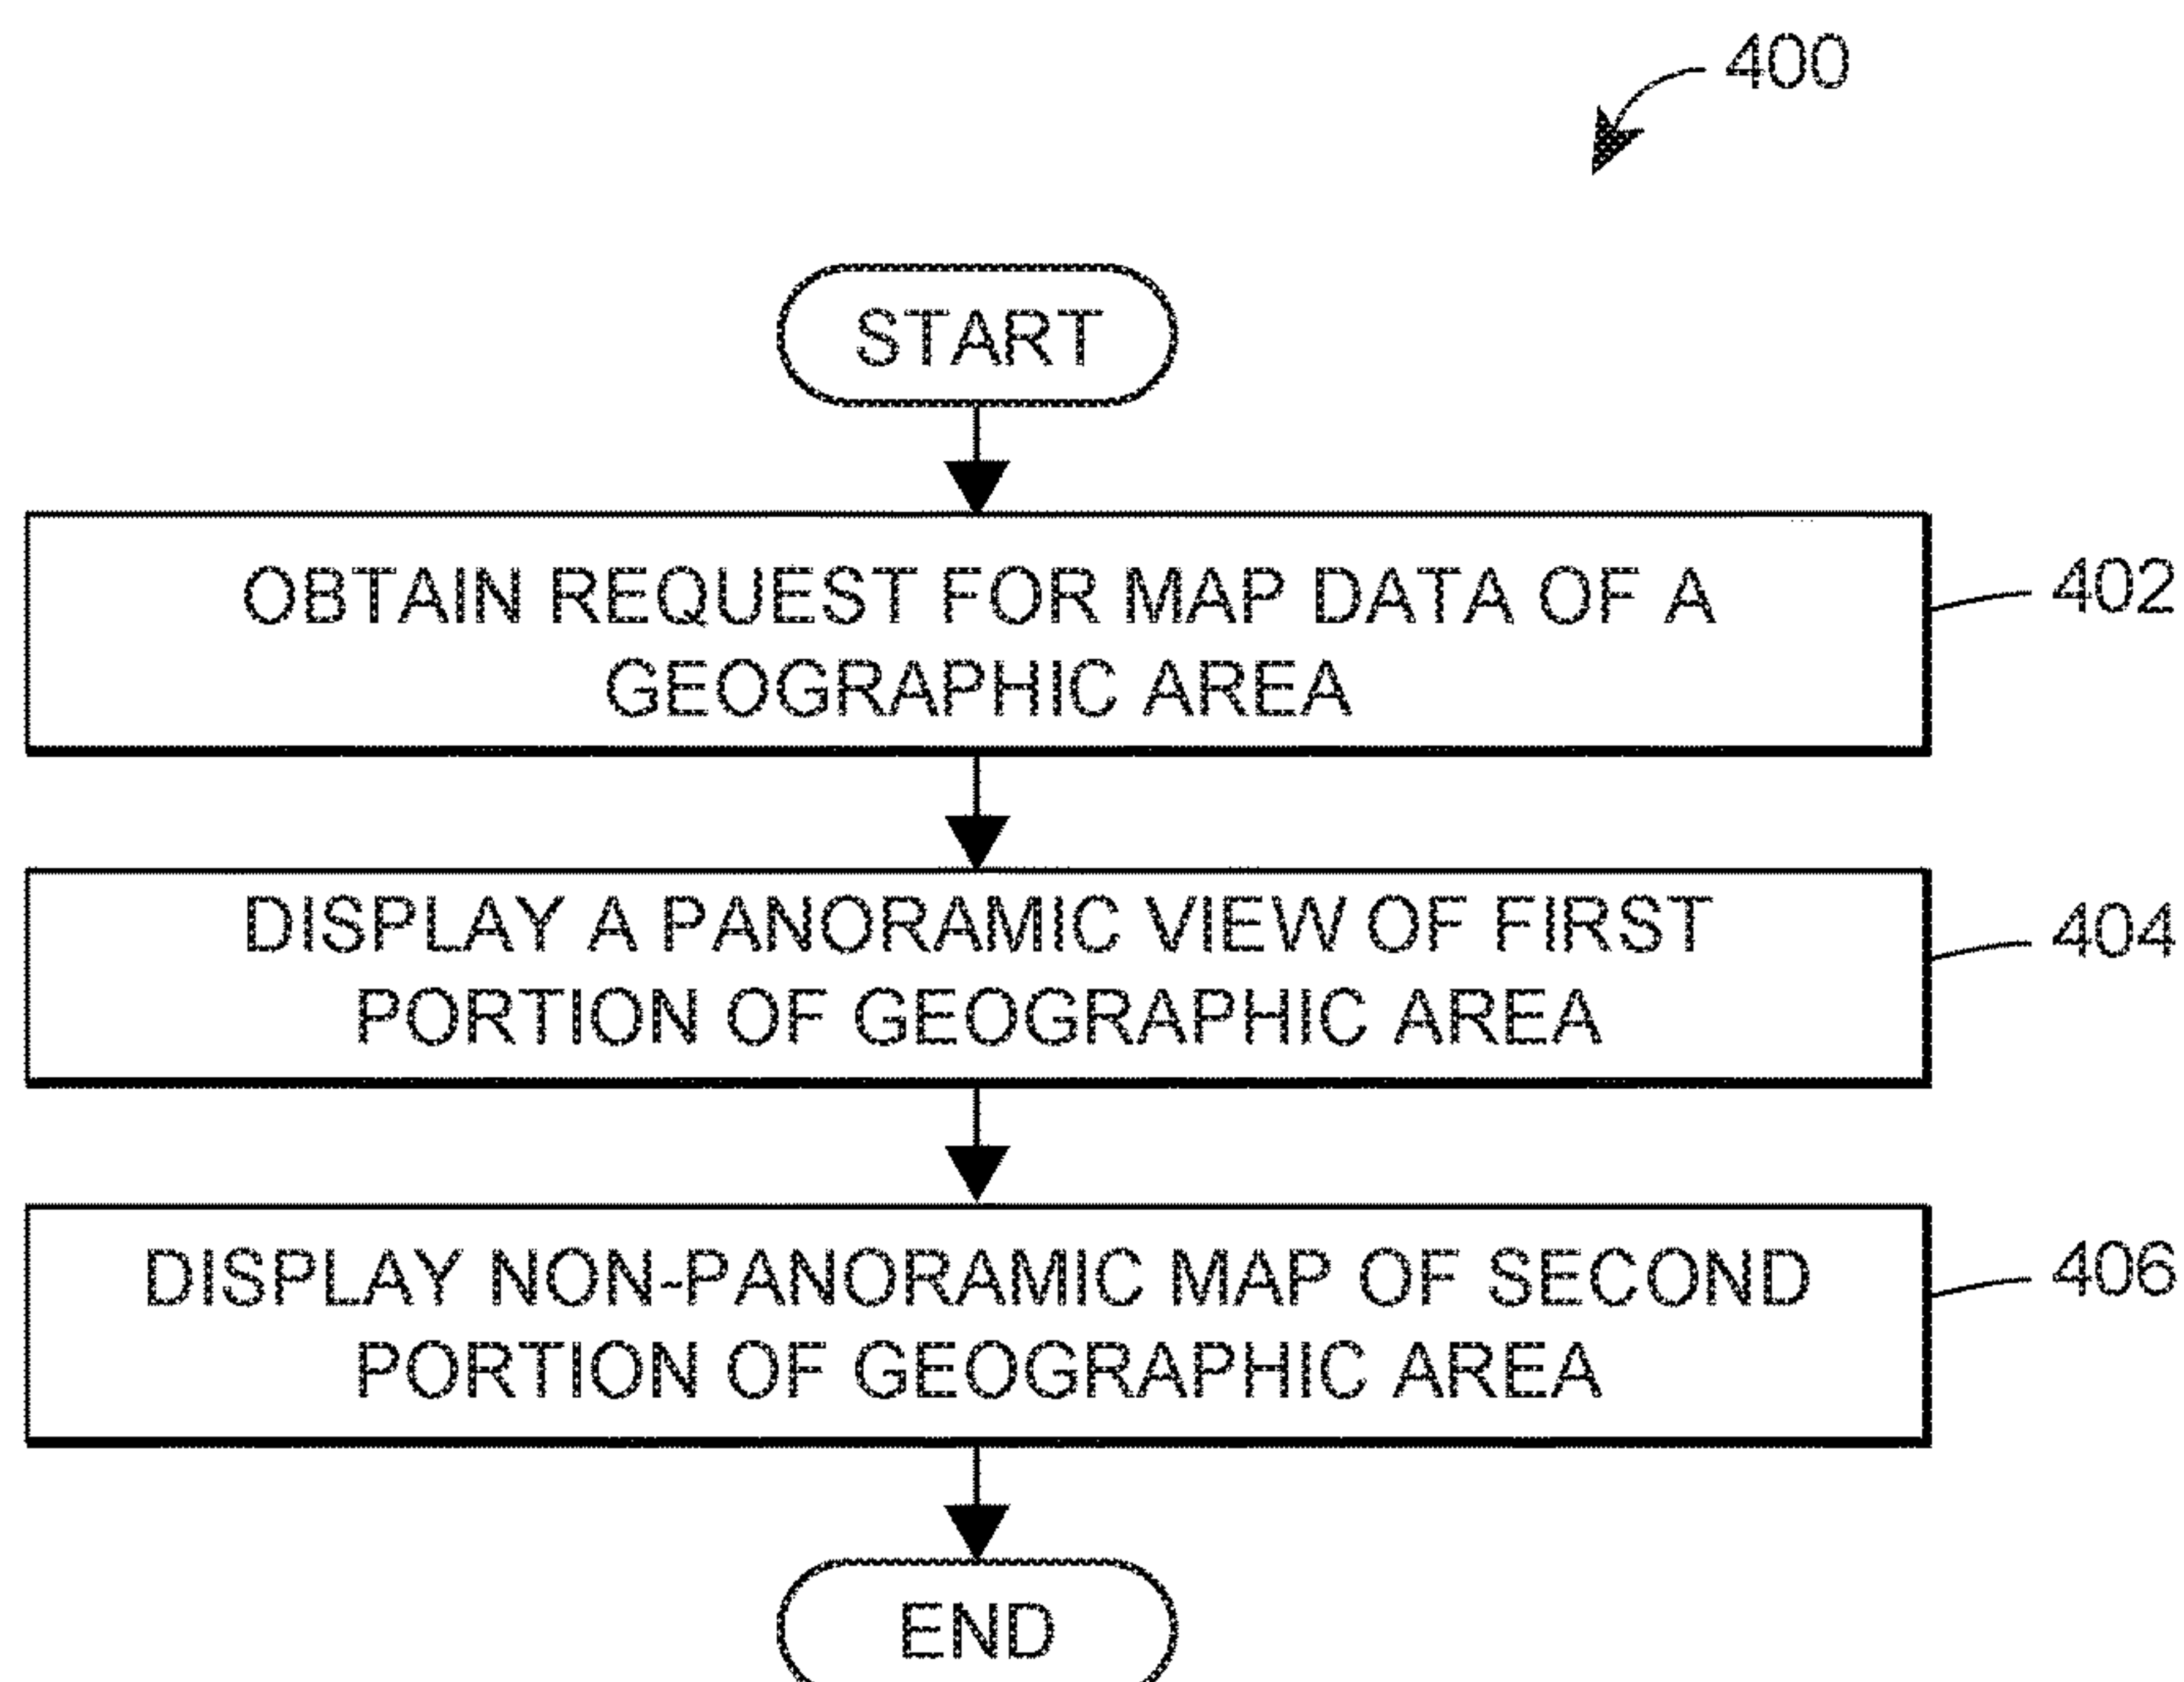 400
START
OBTAIN REQUEST FOR MAP DATA OF A
GEOGRAPHIC AREA
402
DISPLAY A PANORAMIC VIEW OF FIRST
PORTION OF GEOGRAPHIC AREA
404
DISPLAY NON-PANORAMIC MAP OF SECOND
PORTION OF GEOGRAPHIC AREA
406
END